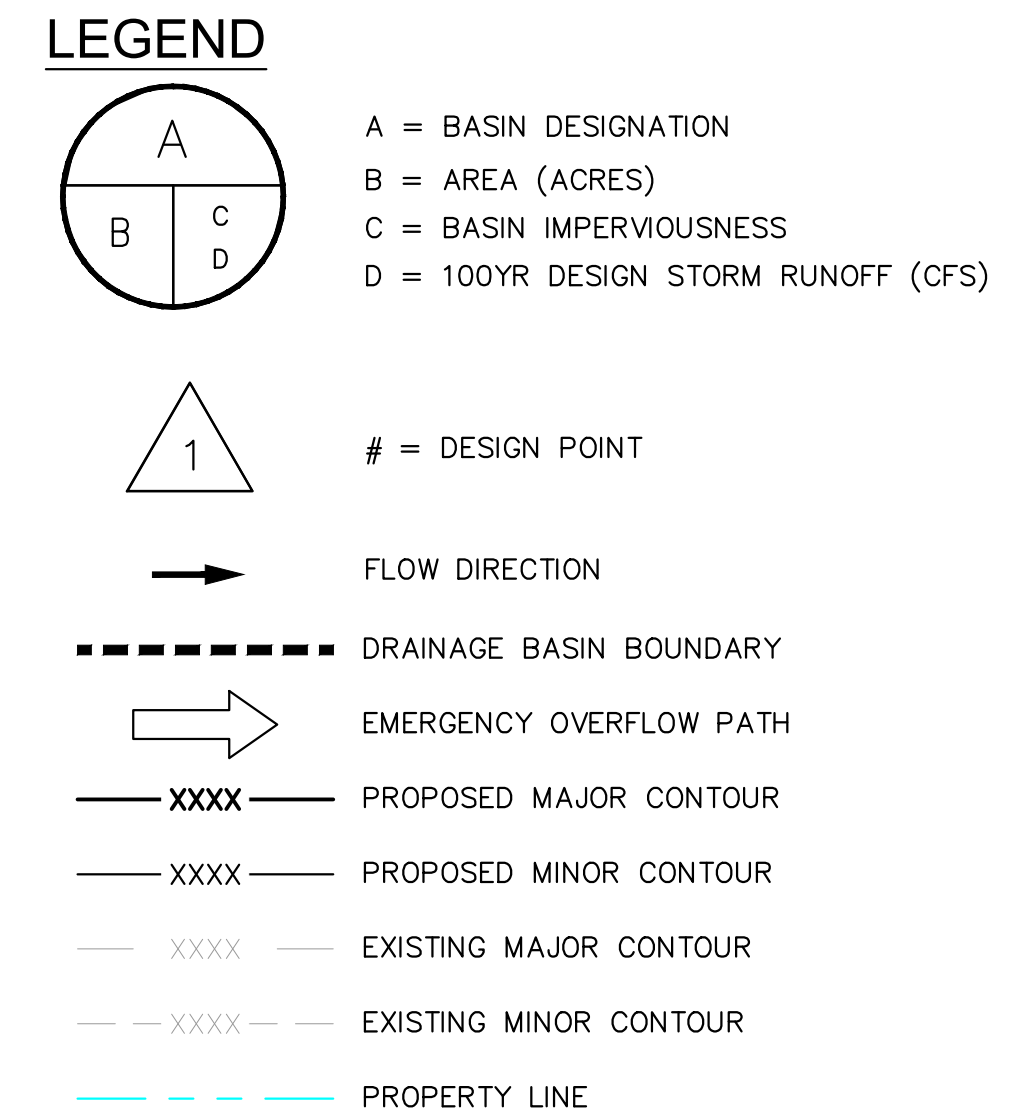 LEGEND
A
B
C
D
A = BASIN DESIGNATION
B = AREA (ACRES)
C = BASIN IMPERVIOUSNESS
D = 100YR DESIGN STORM RUNOFF (CFS)
1
# = DESIGN POINT
FLOW DIRECTION
DRAINAGE BASIN BOUNDARY
EMERGENCY OVERFLOW PATH
XXXX PROPOSED MAJOR CONTOUR
XXXX PROPOSED MINOR CONTOUR
XXXX EXISTING MAJOR CONTOUR
XXXX EXISTING MINOR CONTOUR
PROPERTY LINE